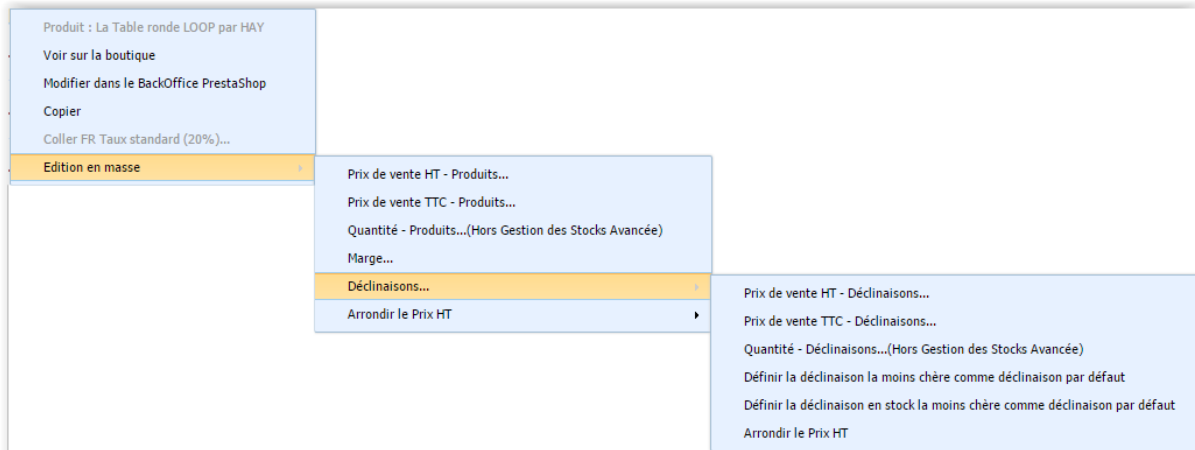 Produit : La Table ronde LOOP par HAY
Voir sur la boutique
Modifier dans le BackOffice PrestaShop
Copier
Coller FR Taux standard (20%)...
Edition en masse
Prix de vente HT - Produits...
Prix de vente TTC - Produits...
Quantité - Produits...(Hors Gestion des Stocks Avancée)
Marge...
Déclinaisons...
Arrondir le Prix HT
Prix de vente HT - Déclinaisons...
Prix de vente TTC - Déclinaisons...
Quantité - Déclinaisons...(Hors Gestion des Stocks Avancée)
Définir la déclinaison la moins chère comme déclinaison par défaut
Définir la déclinaison en stock la moins chère comme déclinaison par défaut
Arrondir le Prix HT